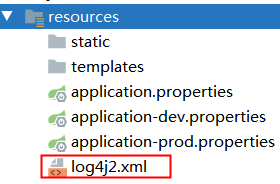 resources
static
templates
application.properties
application-dev.properties
application-prod.properties
log4j2.xml